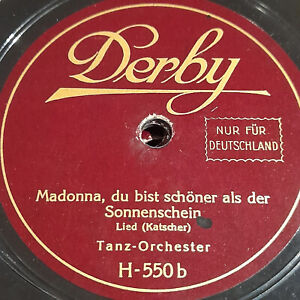 Derby
NUR FÜR
DEUTSCHLAND
Madonna, du bist schöner als der
Sonnenschein
Lied (Katscher)
Tanz-Orchester
H-550 b